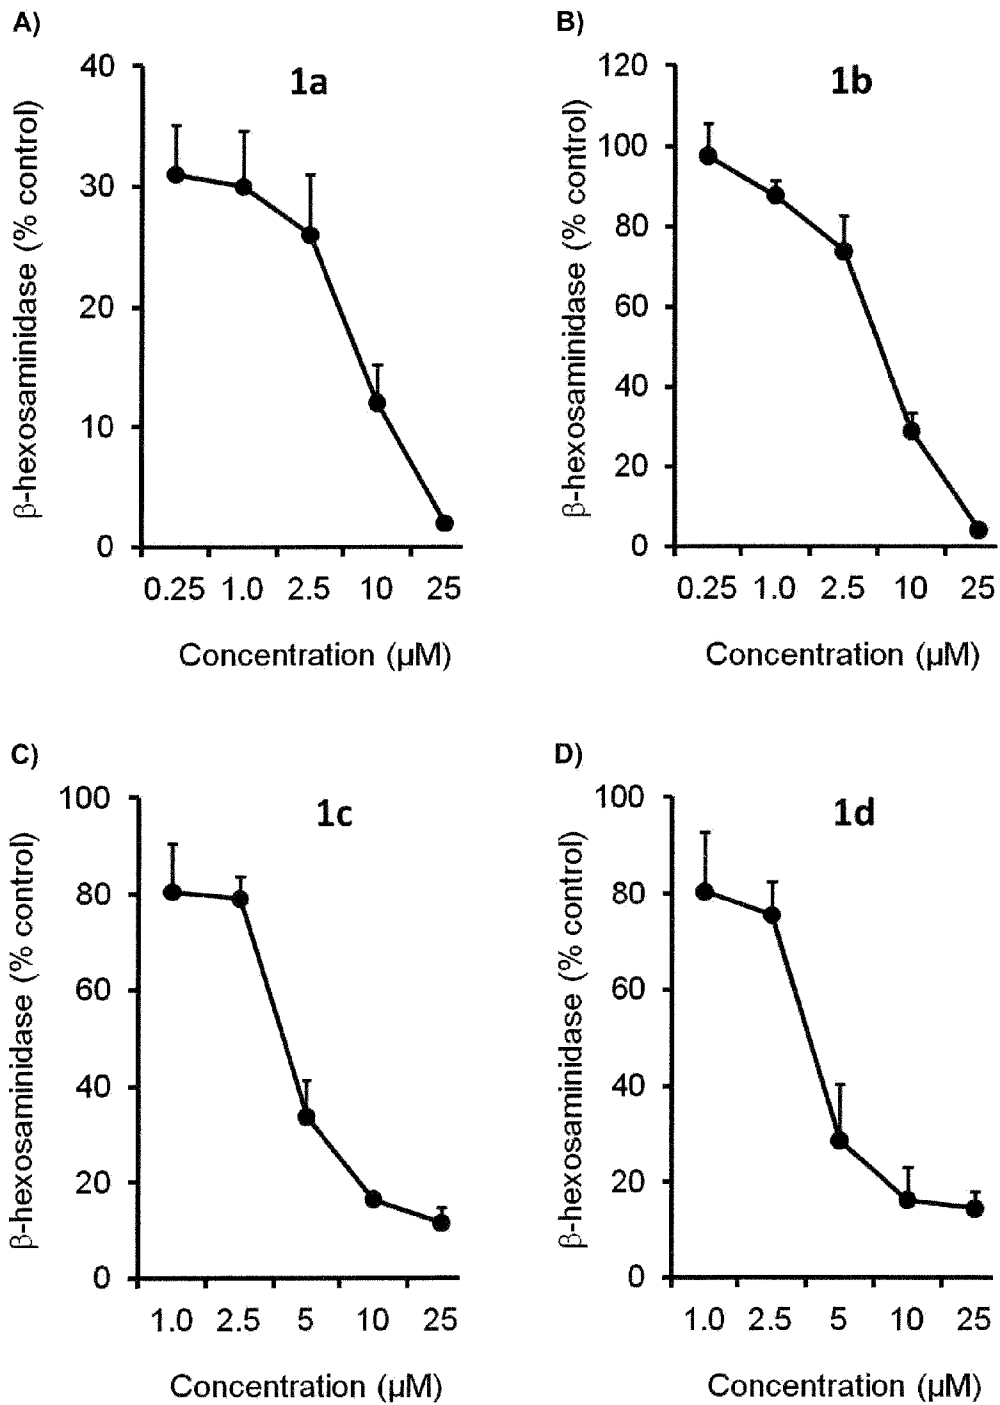 A)
1a
β-hexosaminidase (% control)
40
30
20
10
0
0.25 1.0 2.5 10 25
Concentration (µM)
B)
1b
β-hexosaminidase (% control)
120
100
80
60
40
20
0
0.25 1.0 2.5 10 25
Concentration (µM)
C)
1c
β-hexosaminidase (% control)
100
80
60
40
20
0
1.0 2.5 5 10 25
Concentration (µM)
D)
1d
β-hexosaminidase (% control)
100
80
60
40
20
0
1.0 2.5 5 10 25
Concentration (µM)